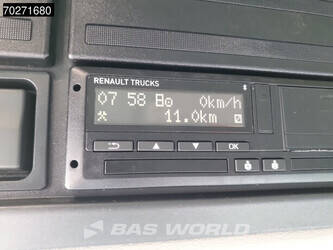 70271680
RENAULT TRUCKS
07 58 0km/h
11.0km
OK
BAS WORLD